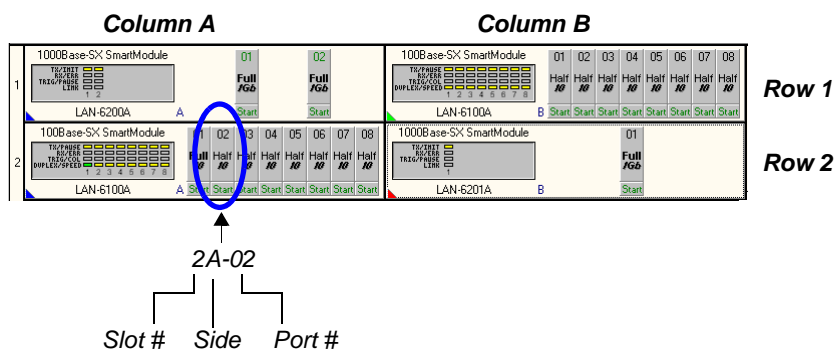 Column A
Column B
1
1000Base-SX SmartModule
TX/INIT
RX/ERR
TRIG/PAUSE
LINK
1 2
LAN-6200A A
01 Full 1Gb Start
02 Full 1Gb Start
100Base-SX SmartModule
TX/PAUSE
RX/ERR
TRIG/COL
DUPLEX/SPEED
1 2 3 4 5 6 7 8
LAN-6100A B
01 02 03 04 05 06 07 08
Half Half Half Half Half Half Half Half
10 10 10 10 10 10 10 10
Start Start Start Start Start Start Start Start
Row 1
2
100Base-SX SmartModule
TX/PAUSE
RX/ERR
TRIG/COL
DUPLEX/SPEED
1 2 3 4 5 6 7 8
LAN-6100A A
02 03 04 05 06 07 08
Full Half Half Half Half Half Half Half
10 10 10 10 10 10 10
Start Start Start Start Start Start Start Start
1000Base-SX SmartModule
TX/INIT
RX/ERR
TRIG/PAUSE
LINK
1
LAN-6201A B
01
Full
1Gb
Start
Row 2
2A-02
Slot # Side Port #